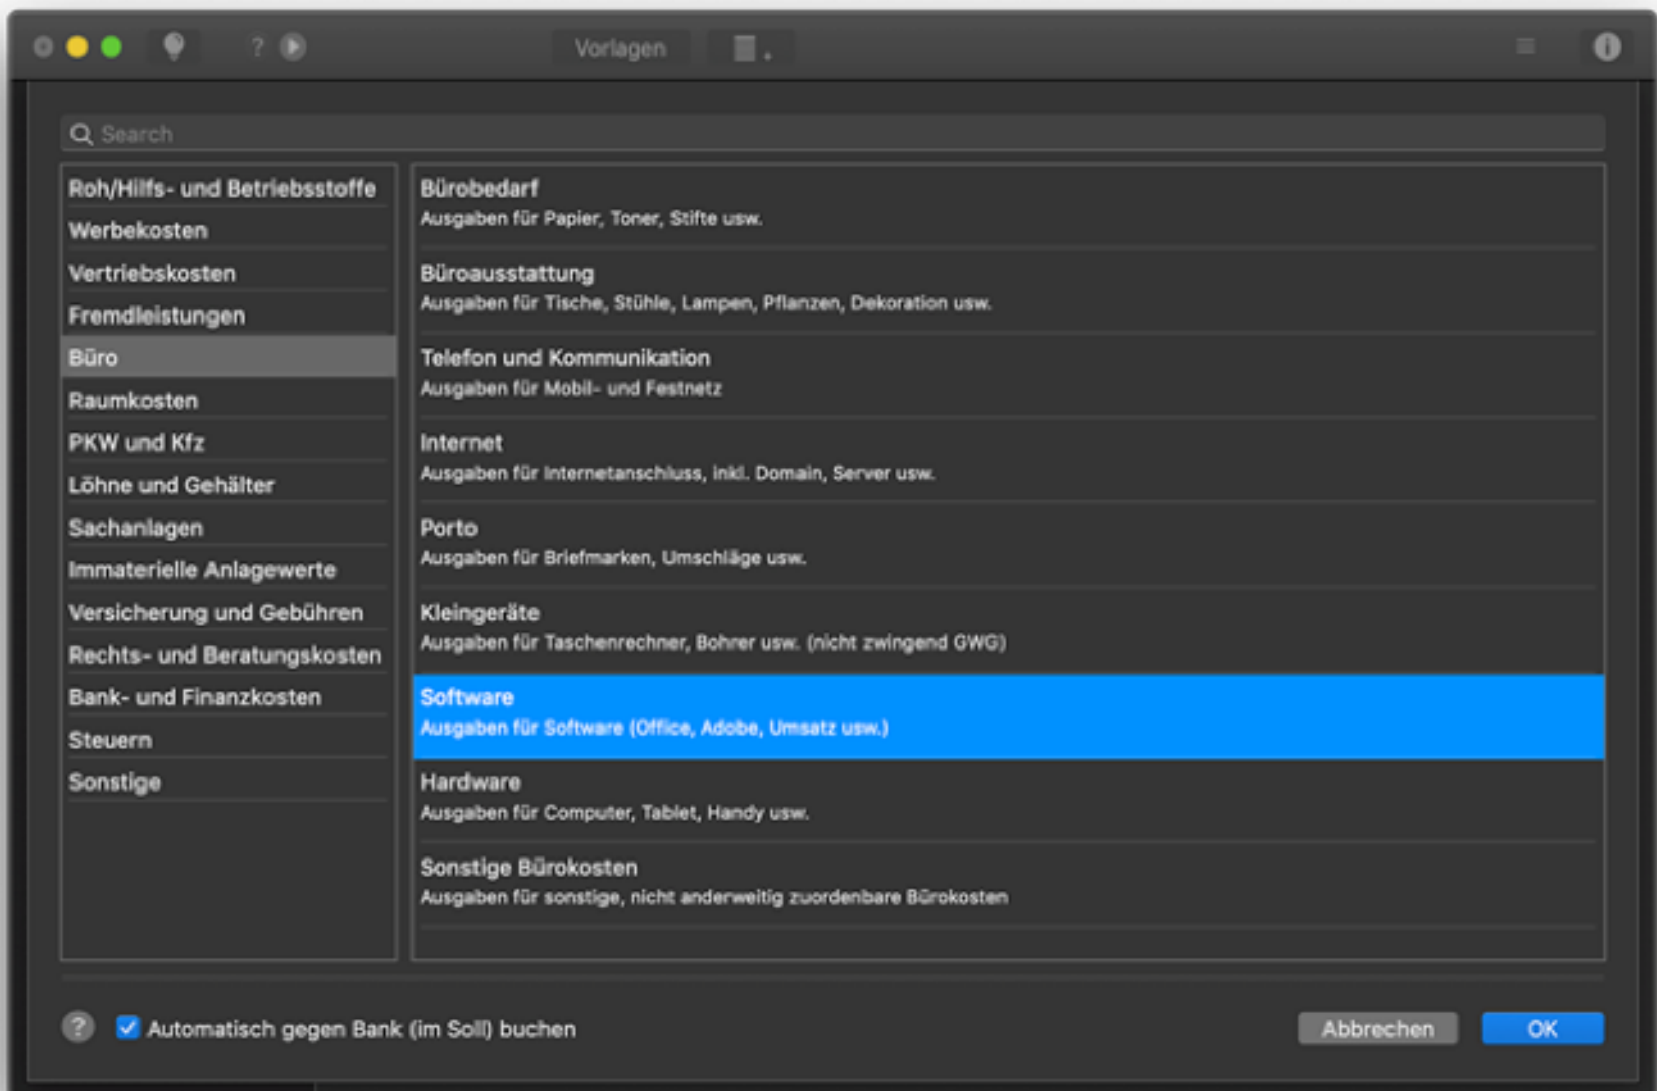 ?
Vorlagen
Search
Roh/Hilfs- und Betriebsstoffe
Werbekosten
Vertriebskosten
Fremdleistungen
Büro
Raumkosten
PKW und Kfz
Löhne und Gehälter
Sachanlagen
Immaterielle Anlagewerte
Versicherung und Gebühren
Rechts- und Beratungskosten
Bank- und Finanzkosten
Steuern
Sonstige
Bürobedarf
Ausgaben für Papier, Toner, Stifte usw.
Büroausstattung
Ausgaben für Tische, Stühle, Lampen, Pflanzen, Dekoration usw.
Telefon und Kommunikation
Ausgaben für Mobil- und Festnetz
Internet
Ausgaben für Internetanschluss, inkl. Domain, Server usw.
Porto
Ausgaben für Briefmarken, Umschläge usw.
Kleingeräte
Ausgaben für Taschenrechner, Bohrer usw. (nicht zwingend GWG)
Software
Ausgaben für Software (Office, Adobe, Umsatz usw.)
Hardware
Ausgaben für Computer, Tablet, Handy usw.
Sonstige Bürokosten
Ausgaben für sonstige, nicht anderweitig zuordenbare Bürokosten
? Automatisch gegen Bank (im Soll) buchen
Abbrechen
OK